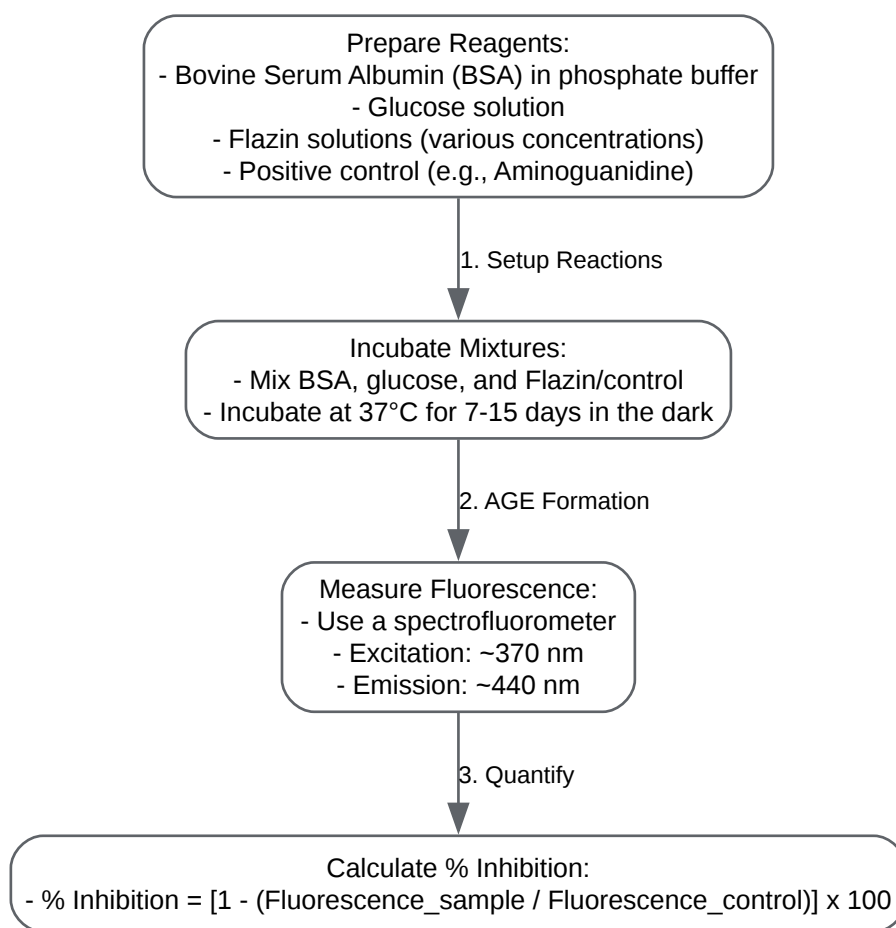 Prepare Reagents:
- Bovine Serum Albumin (BSA) in phosphate buffer
- Glucose solution
- Flazin solutions (various concentrations)
- Positive control (e.g., Aminoguanidine)
1. Setup Reactions
Incubate Mixtures:
- Mix BSA, glucose, and Flazin/control
- Incubate at 37°C for 7-15 days in the dark
2. AGE Formation
Measure Fluorescence:
- Use a spectrofluorometer
- Excitation: ~370 nm
- Emission: ~440 nm
3. Quantify
Calculate % Inhibition:
- % Inhibition = [1 - (Fluorescence_sample / Fluorescence_control)] x 100